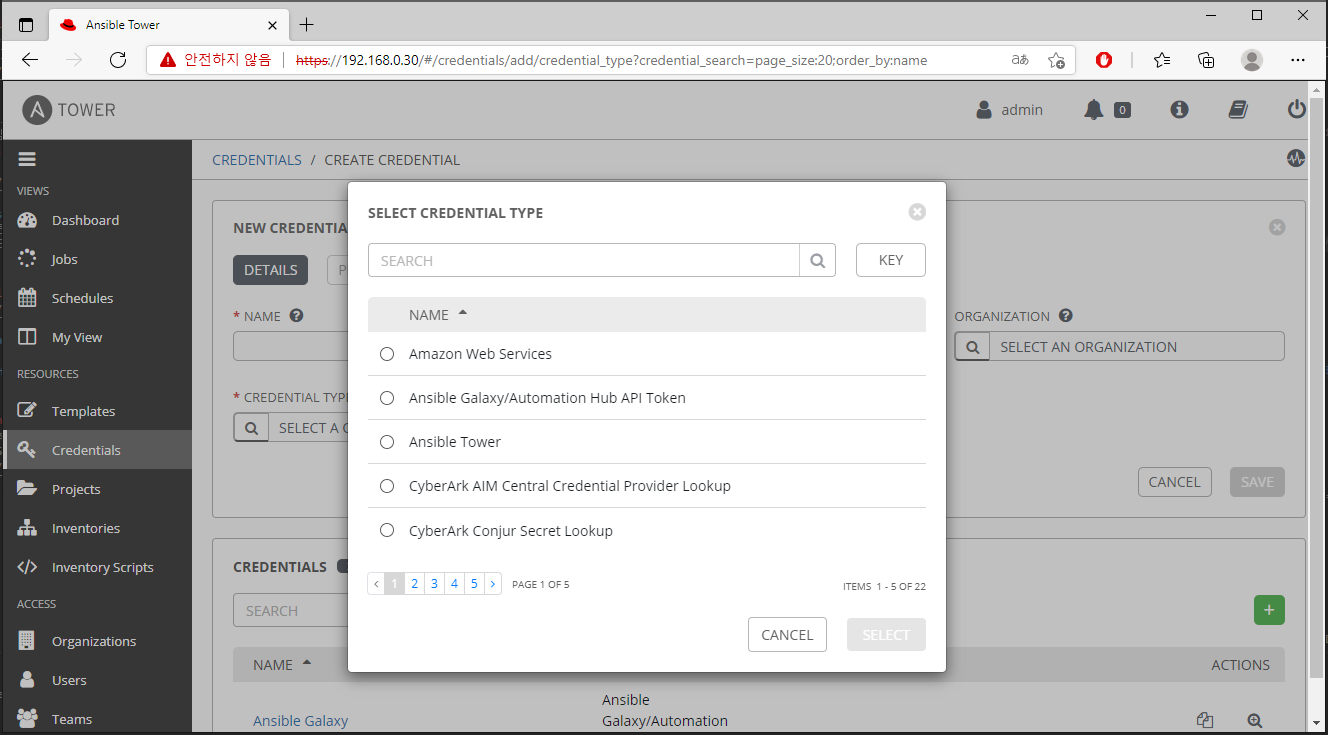 Ansible Tower
안전하지 않음
https://192.168.0.30/#/credentials/add/credential_type?credential_search=page_size:20;order_by:name
aあ
TOWER
admin
0
VIEWS
Dashboard
Jobs
Schedules
My View
RESOURCES
Templates
Credentials
Projects
Inventories
Inventory Scripts
ACCESS
Organizations
Users
Teams
CREDENTIALS / CREATE CREDENTIAL
NEW CREDENTIA
DETAILS
P
* NAME
ORGANIZATION
SELECT AN ORGANIZATION
* CREDENTIAL TYPE
SELECT A C
CANCEL SAVE
SELECT CREDENTIAL TYPE
SEARCH
KEY
NAME
Amazon Web Services
Ansible Galaxy/Automation Hub API Token
Ansible Tower
CyberArk AIM Central Credential Provider Lookup
CyberArk Conjur Secret Lookup
< 1 2 3 4 5 > PAGE 1 OF 5
ITEMS 1 - 5 OF 22
CANCEL SELECT
CREDENTIALS
SEARCH
+
NAME
ACTIONS
Ansible Galaxy
Ansible
Galaxy/Automation